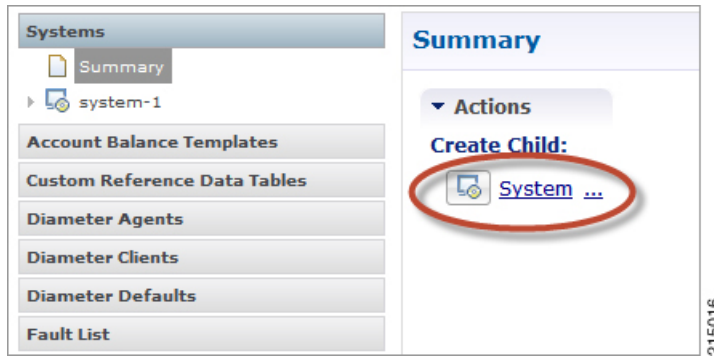 Systems
Summary
system-1
Account Balance Templates
Custom Reference Data Tables
Diameter Agents
Diameter Clients
Diameter Defaults
Fault List
Summary
Actions
Create Child:
System ...